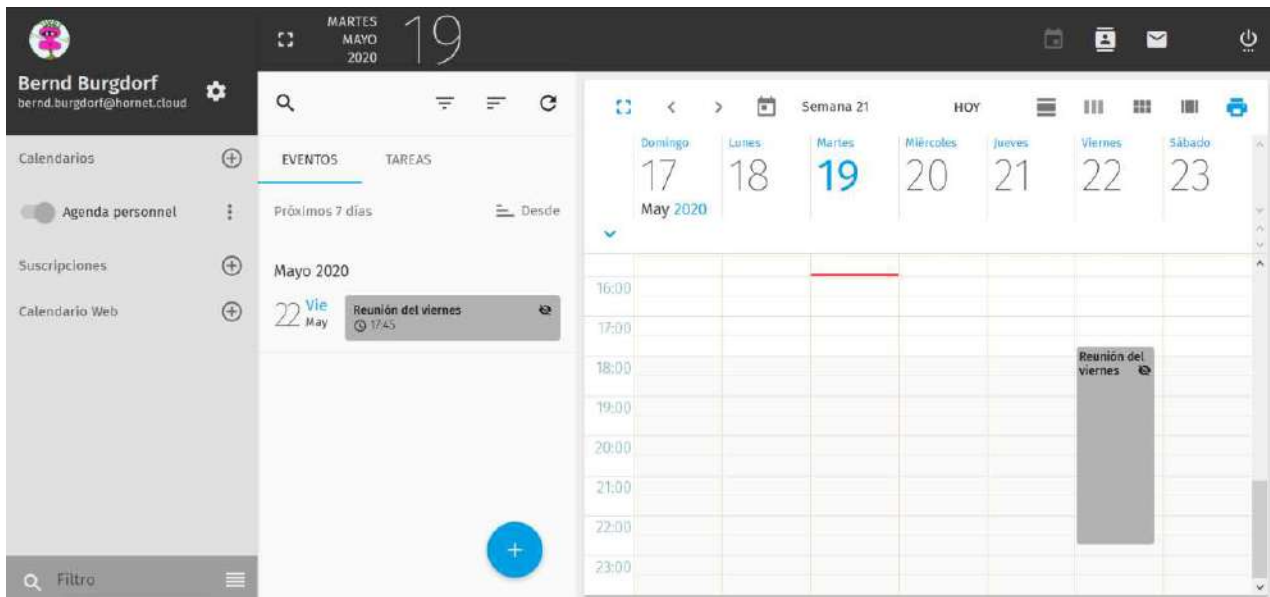 MARTES
MAYO
2020
19
Bernd Burgdorf
bernd.burgdorf@hornet.cloud
Calendarios
Agenda personnel
Suscripciones
Calendario Web
Filtro
EVENTOS TAREAS
Próximos 7 días Desde
Mayo 2020
22 Vie
May
Reunión del viernes
17:45
Semana 21 HOY
Domingo Lunes Martes Miércoles Jueves Viernes Sábado
17 18 19 20 21 22 23
May 2020
16:00
17:00
18:00
19:00
20:00
21:00
22:00
23:00
Reunión del
viernes